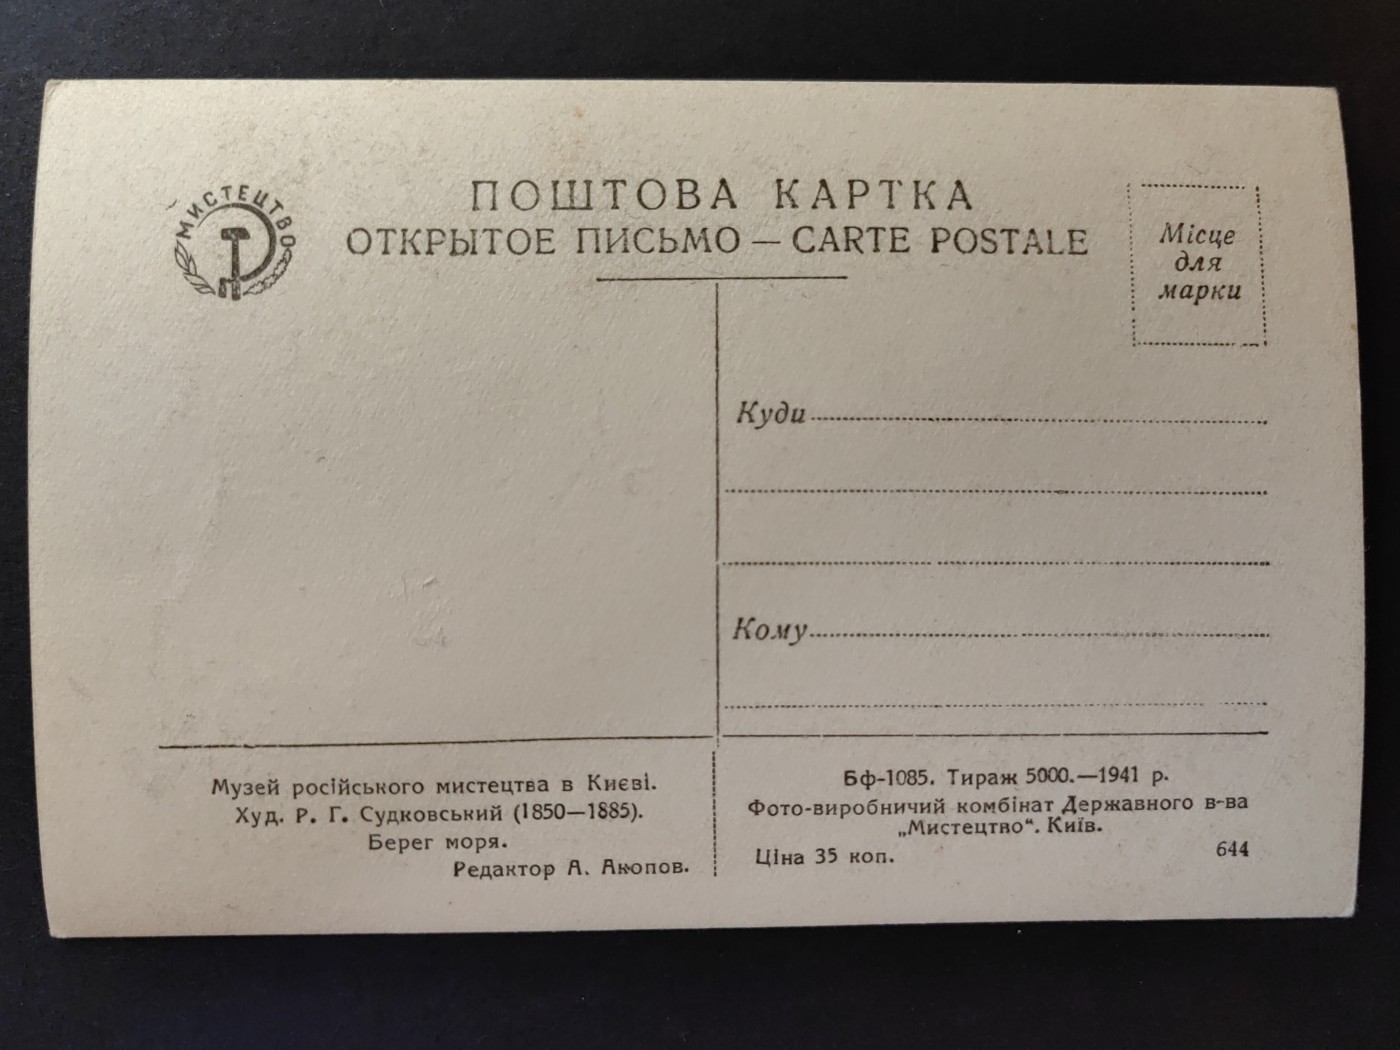 МИСТЕЦТВО
ПОШТОВА КАРТКА
ОТКРЫТОЕ ПИСЬМО — CARTE POSTALE
Місце
для
марки
Куди
Кому
Музей російського мистецтва в Києві.
Худ. Р. Г. Судковський (1850—1885).
Берег моря.
Редактор А. Акопов.
Бф-1085. Тираж 5000.—1941 р.
Фото-виробничий комбінат Державного в-ва
„Мистецтво“. Київ.
Ціна 35 коп.
644